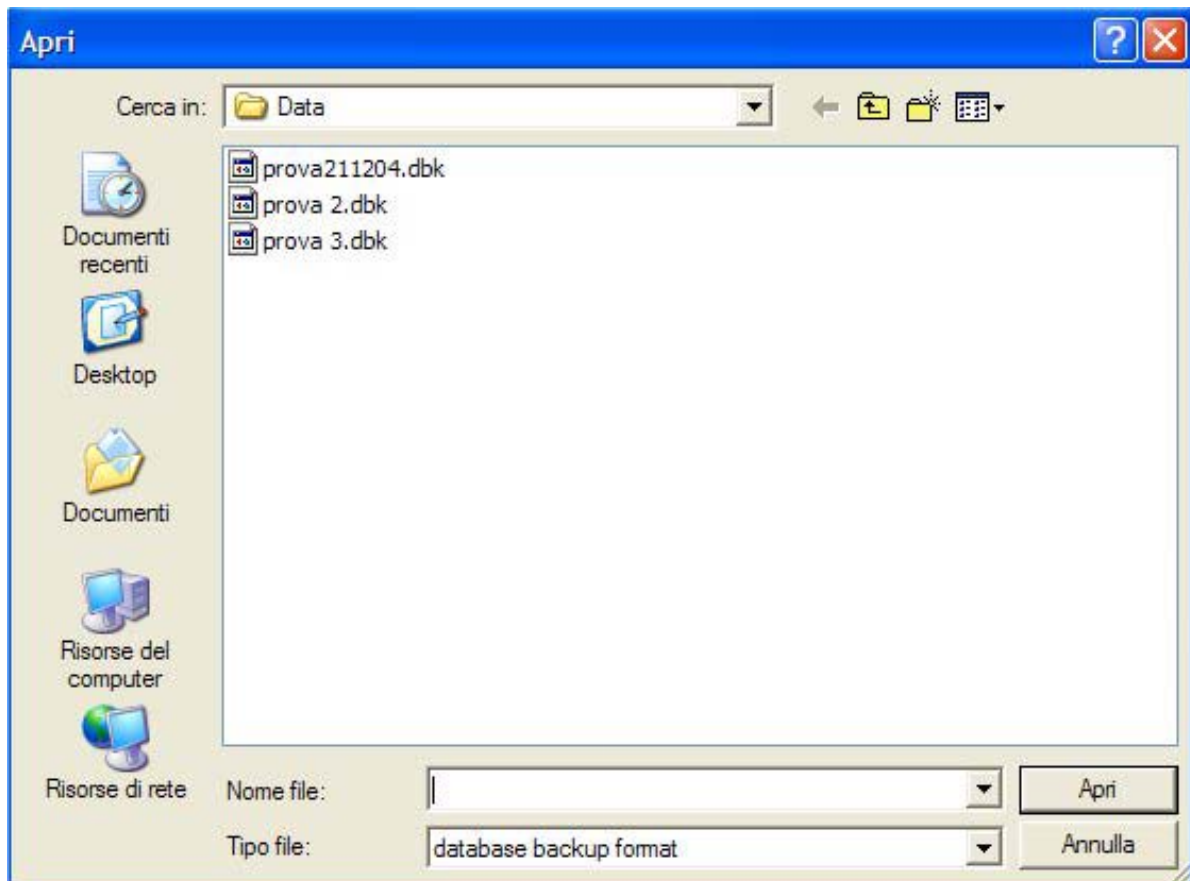 Apri
Cerca in:
Data
prova211204.dbk
prova 2.dbk
prova 3.dbk
Documenti
recenti
Desktop
Documenti
Risorse del
computer
Risorse di rete
Nome file:
Apri
Tipo file:
database backup format
Annulla